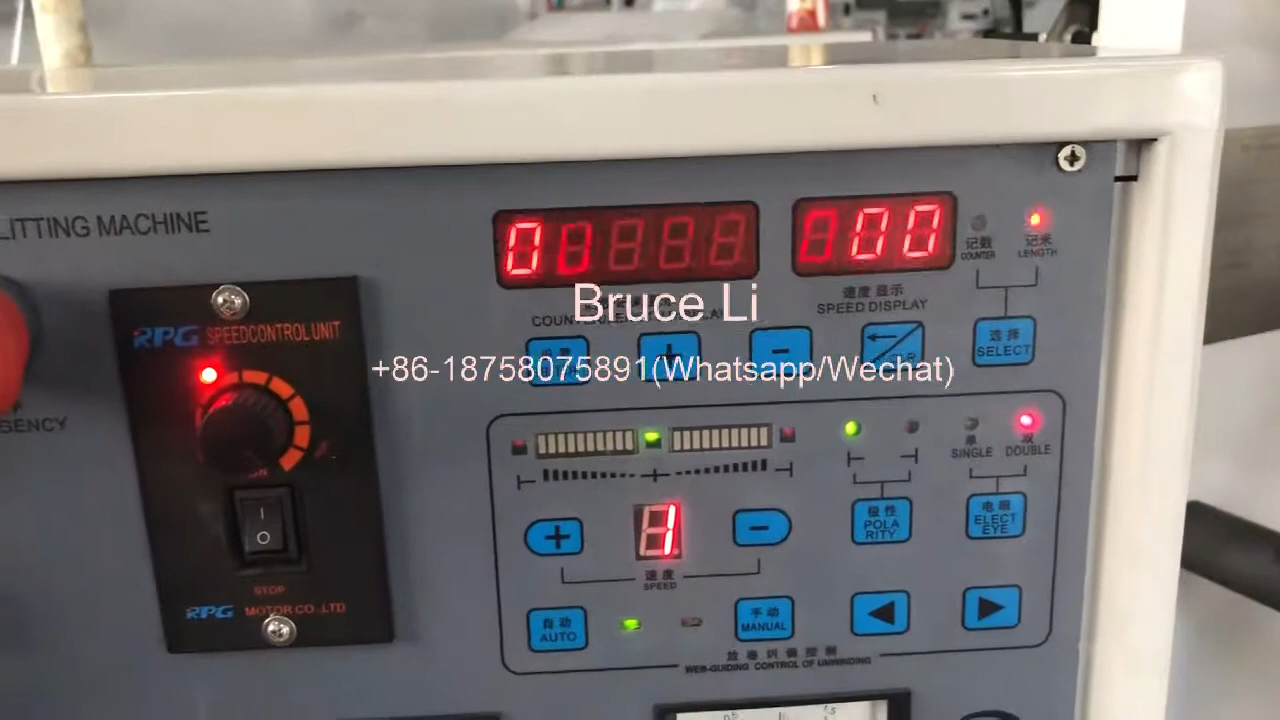 LITTING MACHINE
0
00
记数
COUNTER
记米
LENGTH
RPG SPEEDCONTROL UNIT
Bruce Li
速度显示
SPEED DISPLAY
+86-18758075891(Whatsapp/Wechat)
+
-
选择
SELECT
GENCY
单
SINGLE
双
DOUBLE
+
1
-
极性
POLA
RITY
电眼
ELECT
EYE
速度
SPEED
I
O
STOP
RPG MOTOR CO.,LTD
自动
AUTO
手动
MANUAL
放卷纠偏控制
WEB-GUIDING CONTROL OF UNWINDING